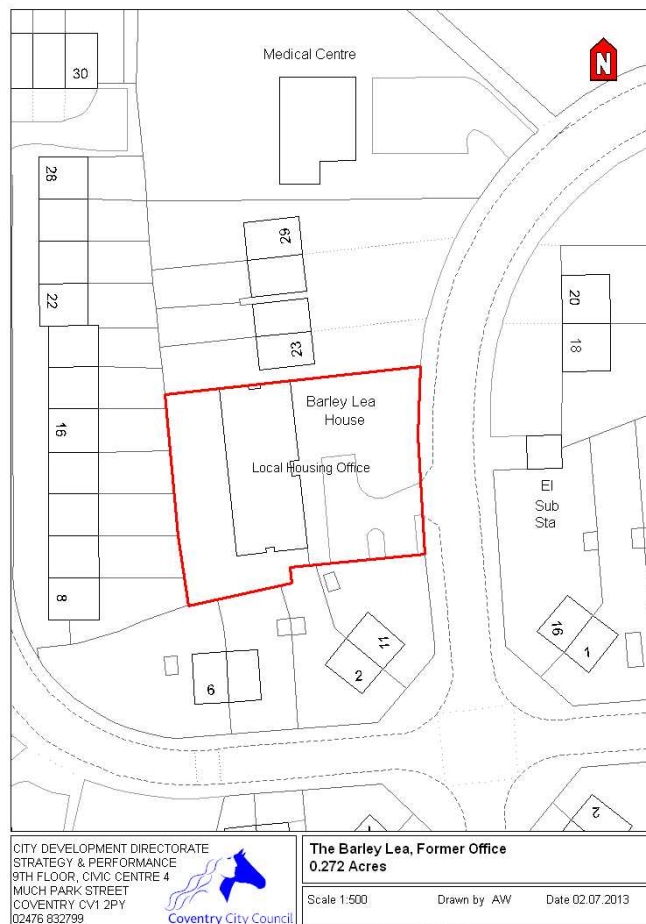 Medical Centre
N
30
28
29
22
20
23
18
16
Barley Lea
House
Local Housing Office
El
Sub
Sta
8
11
2
16
1
6
2
CITY DEVELOPMENT DIRECTORATE
STRATEGY & PERFORMANCE
9TH FLOOR, CIVIC CENTRE 4
MUCH PARK STREET
COVENTRY CV1 2PY
02476 832799
Coventry City Council
The Barley Lea, Former Office
0.272 Acres
Scale 1:500 Drawn by AW Date 02.07.2013